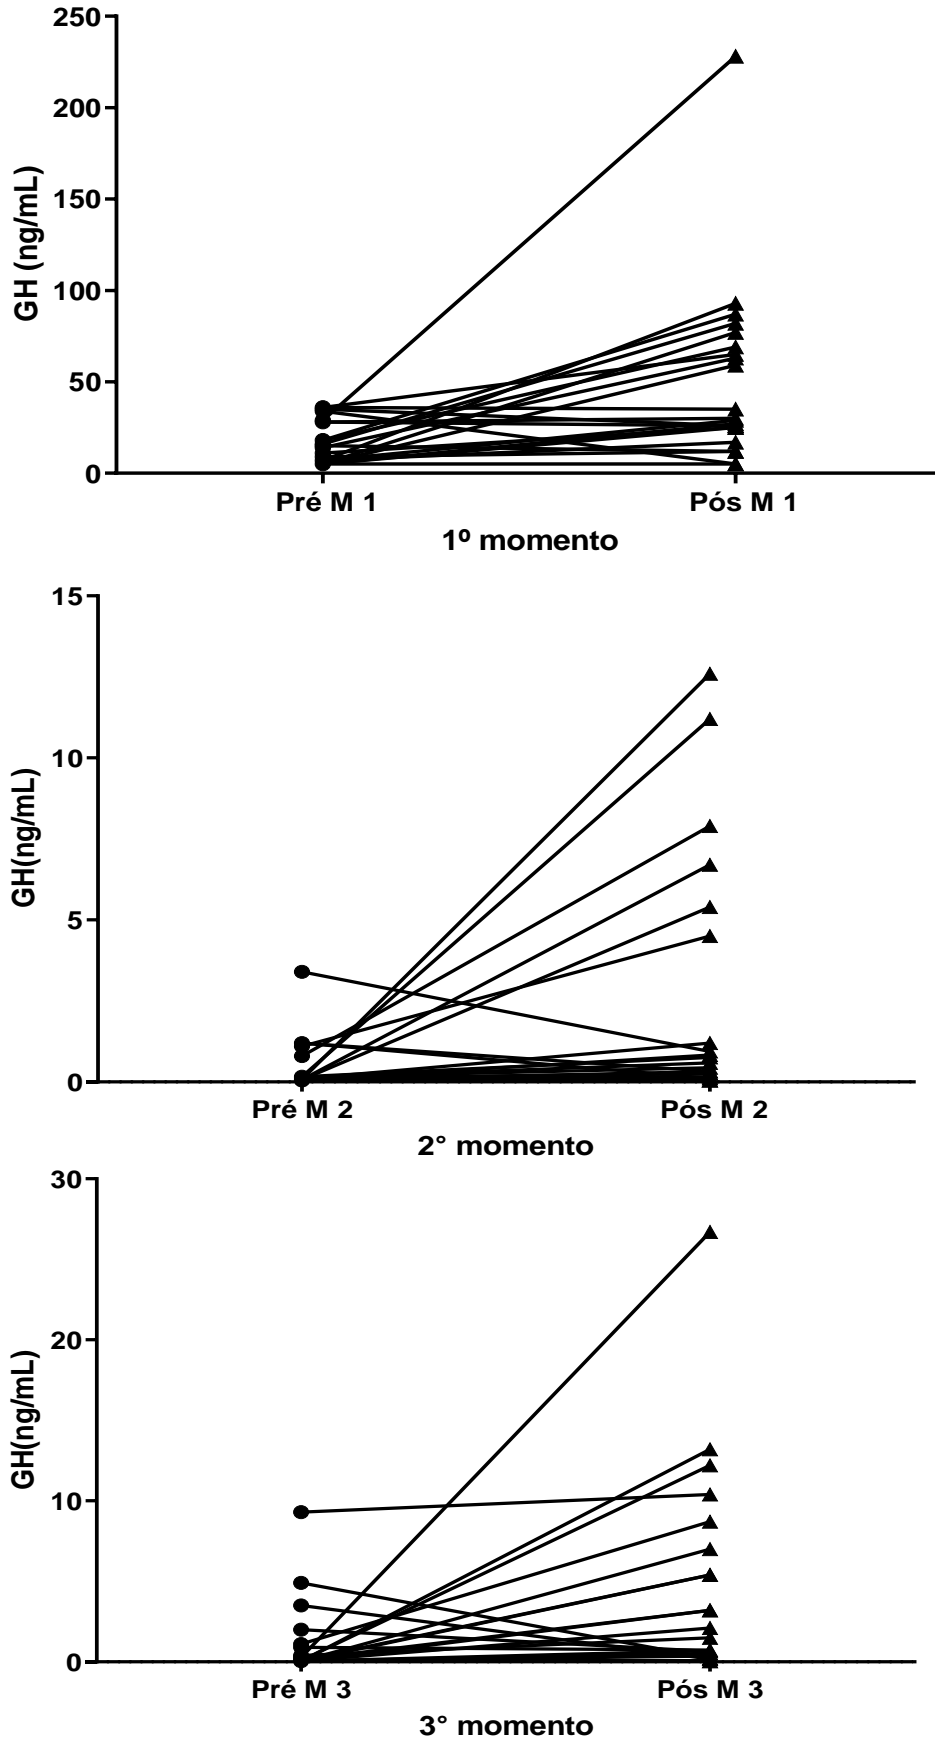 250
200
150
100
50
0
GH (ng/mL)
Pré M 1 Pós M 1
1º momento
15
10
5
0
GH(ng/mL)
Pré M 2 Pós M 2
2° momento
30
20
10
0
GH(ng/mL)
Pré M 3 Pós M 3
3° momento